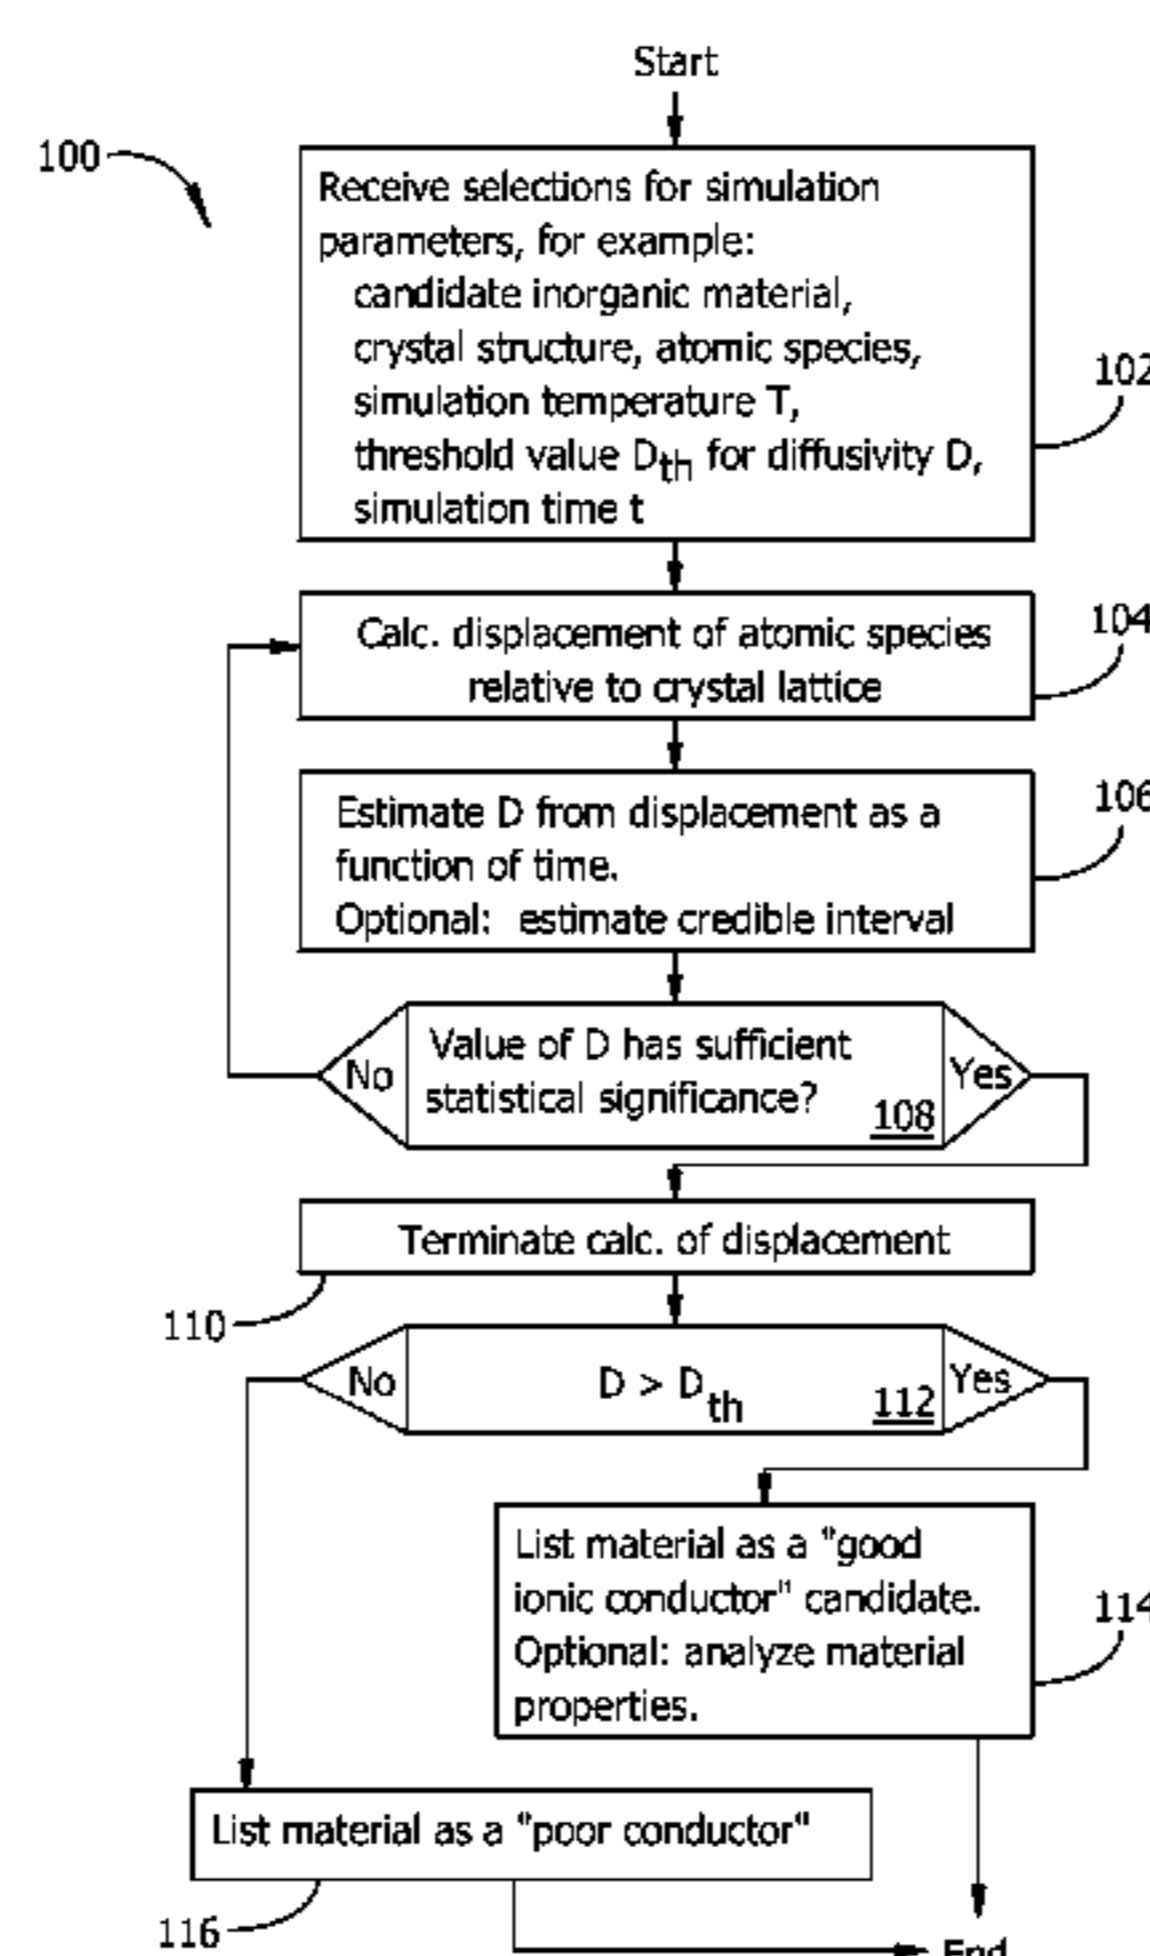 Start
100
Receive selections for simulation
parameters, for example:
candidate inorganic material,
crystal structure, atomic species,
simulation temperature T,
threshold value Dth for diffusivity D,
simulation time t
102
Calc. displacement of atomic species
relative to crystal lattice
104
Estimate D from displacement as a
function of time.
Optional: estimate credible interval
106
No
Value of D has sufficient
statistical significance?
108
Yes
Terminate calc. of displacement
110
No
D > Dth
112
Yes
List material as a "good
ionic conductor" candidate.
Optional: analyze material
properties.
114
List material as a "poor conductor"
116
End